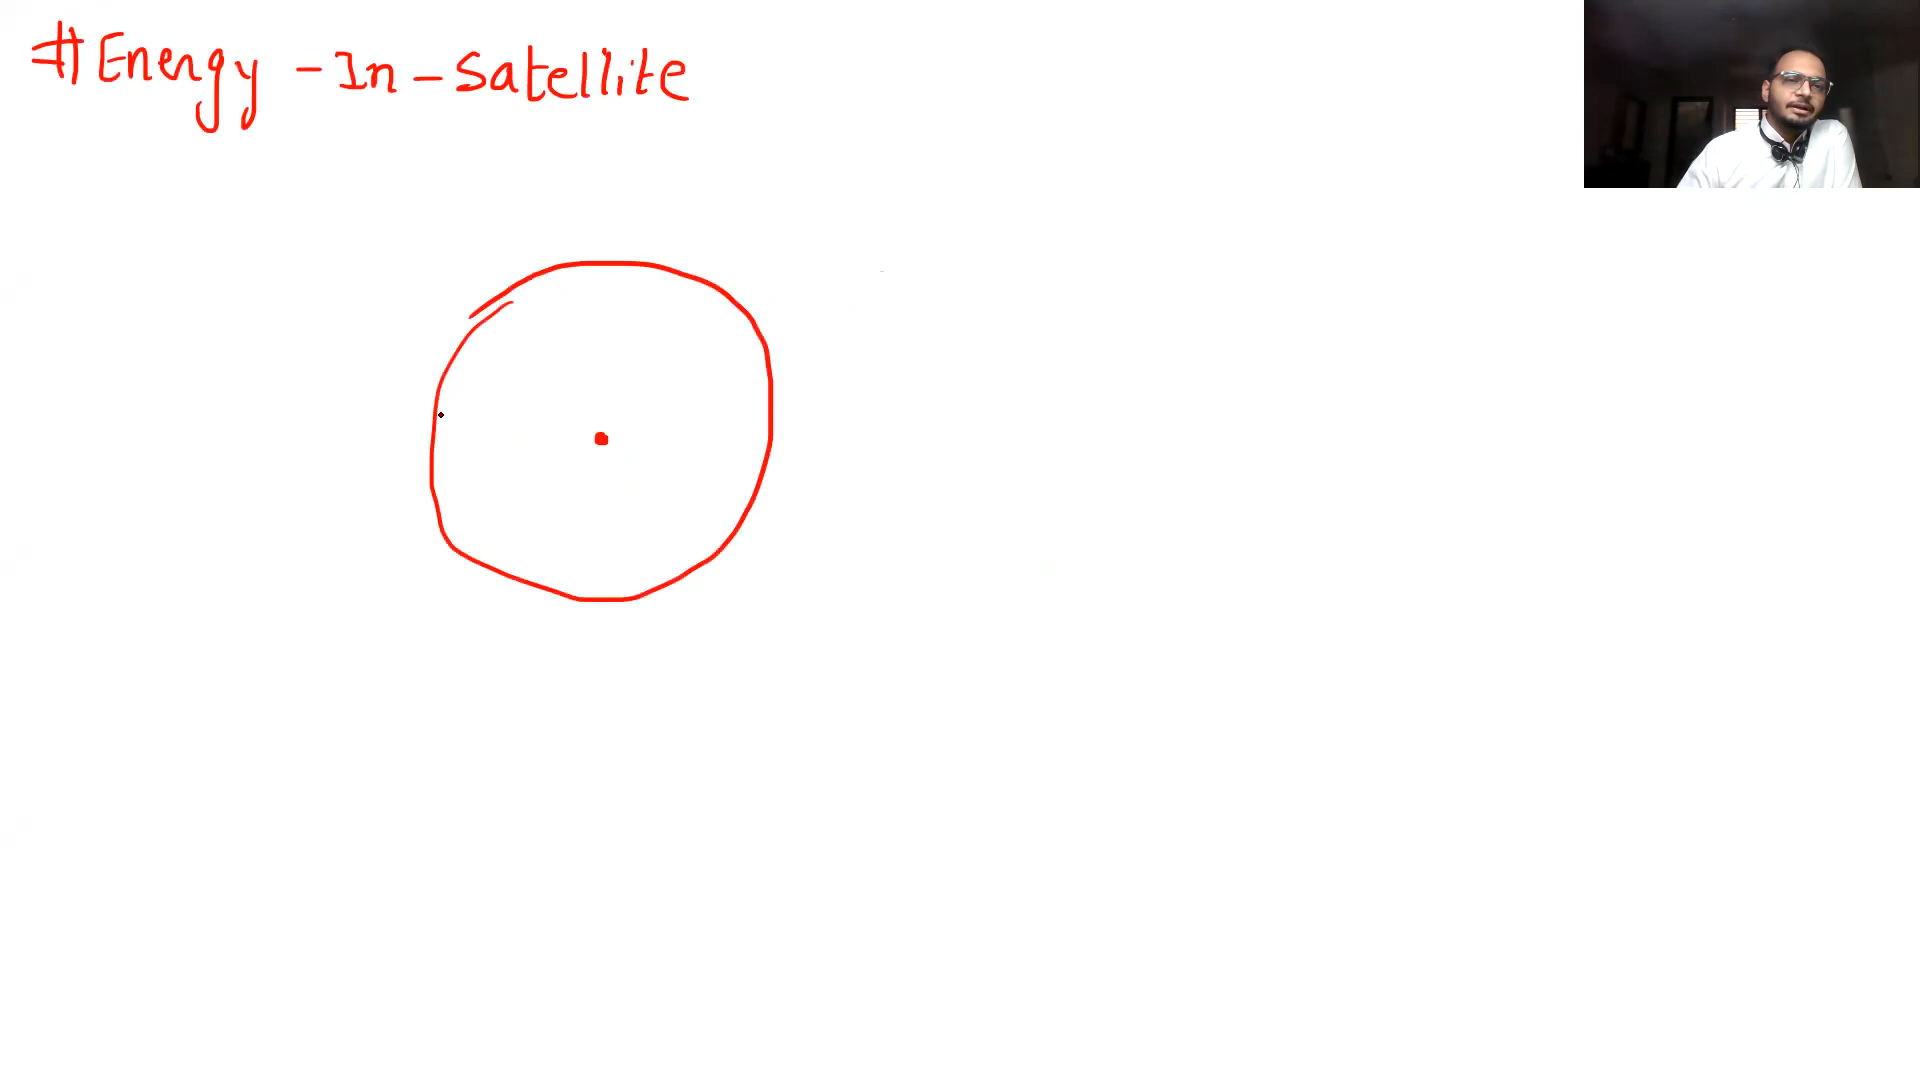 # Energy - In - Satellite